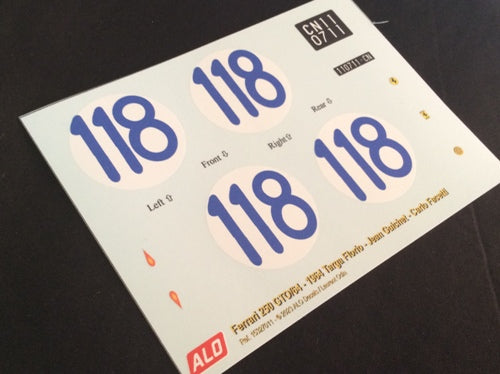 CN11
0711
110711-CN
118
118
118
118
Left ⇧
Front ⇩
Right ⇧
Rear ⇩
Ferrari 250 GTO/64 - 1964 Targa Florio - Jean Guichet - Carlo Facetti
ALO